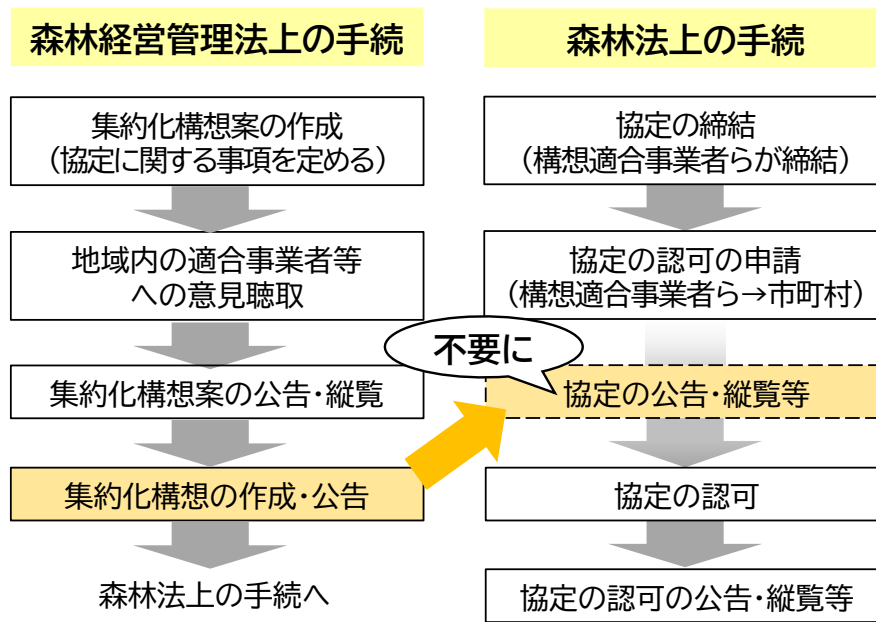 森林経営管理法上の手続
集約化構想案の作成
（協定に関する事項を定める）
地域内の適合事業者等
への意見聴取
集約化構想案の公告・縦覧
集約化構想の作成・公告
森林法上の手続へ
森林法上の手続
協定の締結
（構想適合事業者らが締結）
協定の認可の申請
（構想適合事業者ら→市町村）
不要に
協定の公告・縦覧等
協定の認可
協定の認可の公告・縦覧等